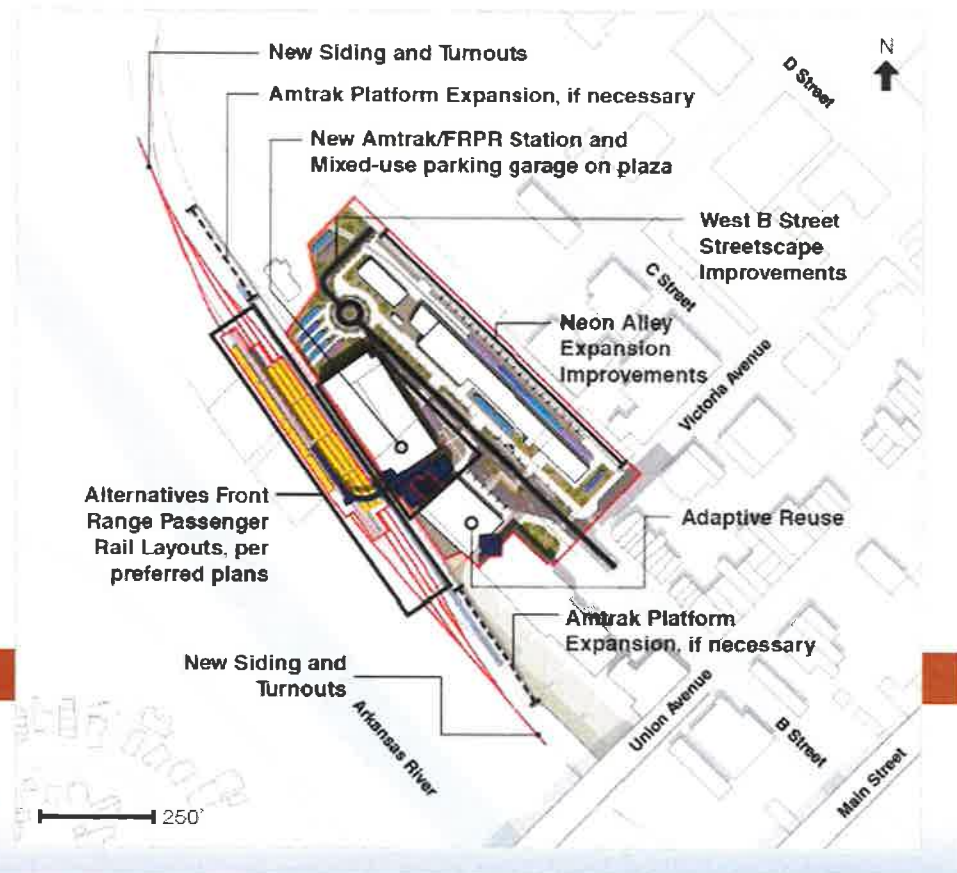 New Siding and Turnouts
Amtrak Platform Expansion, if necessary
New Amtrak/FRPR Station and
Mixed-use parking garage on plaza
N
D Street
West B Street
Streetscape
Improvements
C Street
Neon Alley
Expansion
Improvements
Victoria Avenue
Alternatives Front
Range Passenger
Rail Layouts, per
preferred plans
Adaptive Reuse
Amtrak Platform
Expansion, if necessary
New Siding and
Turnouts
Arkansas River
Union Avenue
B Street
Main Street
250'